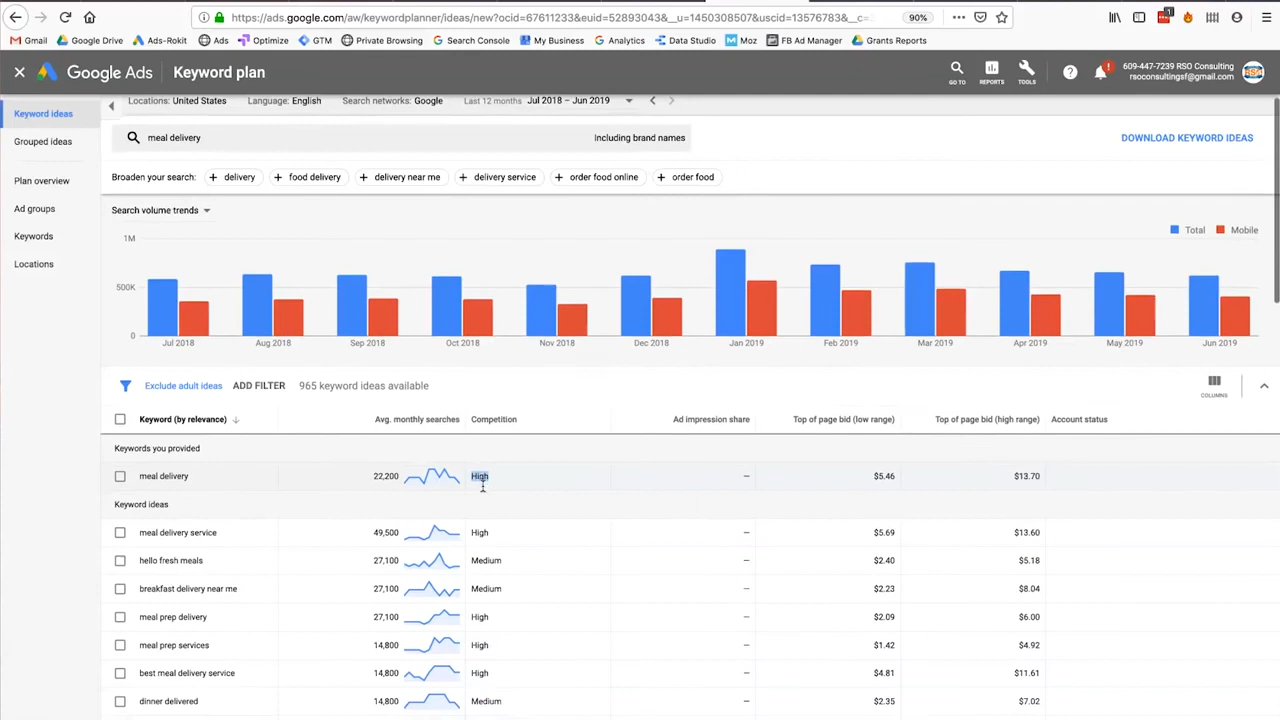 https://ads.google.com/aw/keywordplanner/ideas/new?ocid=67611233&euid=52893043&__u=1450308507&uscid=13576783&__c=
90%
1
Gmail Google Drive Ads-Rokit Ads Optimize GTM Private Browsing Search Console My Business Analytics Data Studio Moz FB Ad Manager Grants Reports
Google Ads Keyword plan
GO TO REPORTS TOOLS
609-447-7239 RSO Consulting
rsoconsultingsf@gmail.com
Keyword ideas
Grouped ideas
Plan overview
Ad groups
Keywords
Locations
Locations: United States Language: English Search networks: Google Last 12 months Jul 2018 – Jun 2019
meal delivery Including brand names DOWNLOAD KEYWORD IDEAS
Broaden your search: + delivery + food delivery + delivery near me + delivery service + order food online + order food
Search volume trends
Total Mobile
1M
500K
0
Jul 2018 Aug 2018 Sep 2018 Oct 2018 Nov 2018 Dec 2018 Jan 2019 Feb 2019 Mar 2019 Apr 2019 May 2019 Jun 2019
Exclude adult ideas ADD FILTER 965 keyword ideas available COLUMNS
Keyword (by relevance) Avg. monthly searches Competition Ad impression share Top of page bid (low range) Top of page bid (high range) Account status
Keywords you provided
meal delivery 22,200 High – $5.46 $13.70
Keyword ideas
meal delivery service 49,500 High – $5.69 $13.60
hello fresh meals 27,100 Medium – $2.40 $5.18
breakfast delivery near me 27,100 Medium – $2.23 $8.04
meal prep delivery 27,100 High – $2.09 $6.00
meal prep services 14,800 High – $1.42 $4.92
best meal delivery service 14,800 High – $4.81 $11.61
dinner delivered 14,800 Medium – $2.35 $7.02